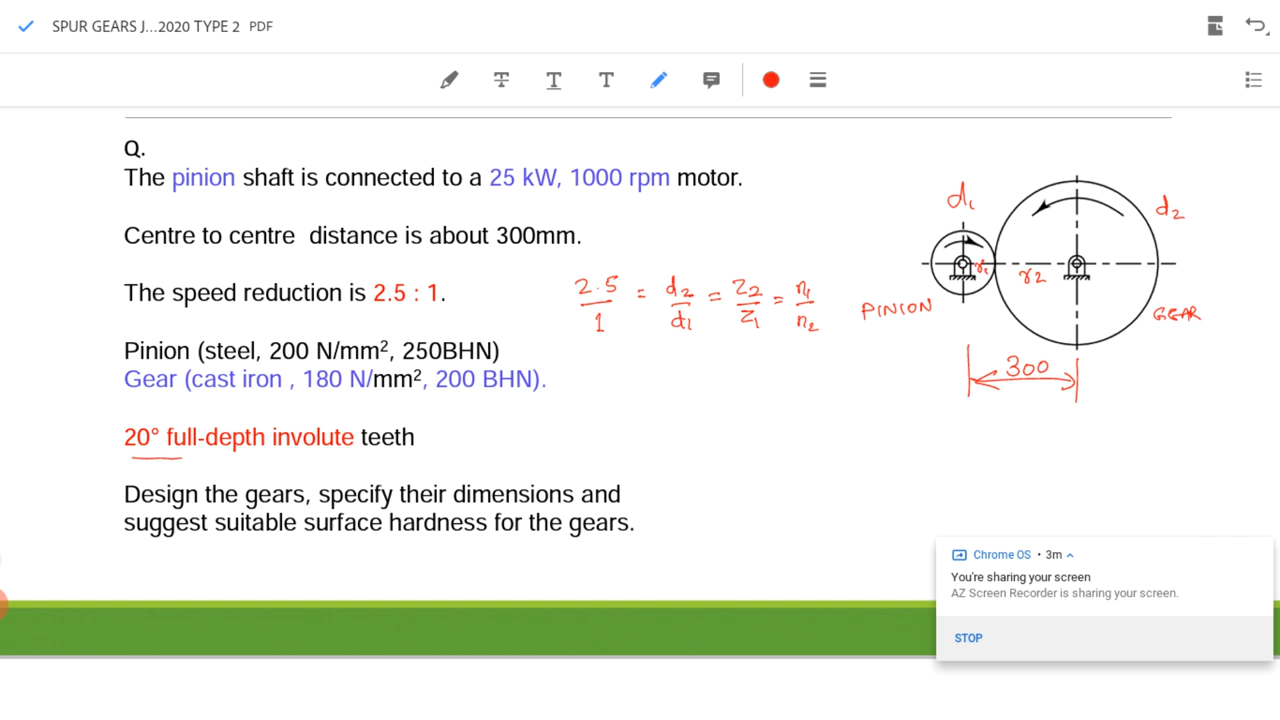 SPUR GEARS J...2020 TYPE 2 PDF
Q.
The pinion shaft is connected to a 25 kW, 1000 rpm motor.
Centre to centre distance is about 300mm.
The speed reduction is 2.5 : 1.
2.5/1 = d2/d1 = Z2/Z1 = n1/n2
Pinion (steel, 200 N/mm², 250BHN)
Gear (cast iron , 180 N/mm², 200 BHN).
20° full-depth involute teeth
Design the gears, specify their dimensions and
suggest suitable surface hardness for the gears.
d1
d2
r1
r2
PINION
GEAR
300
Chrome OS • 3m
You're sharing your screen
AZ Screen Recorder is sharing your screen.
STOP